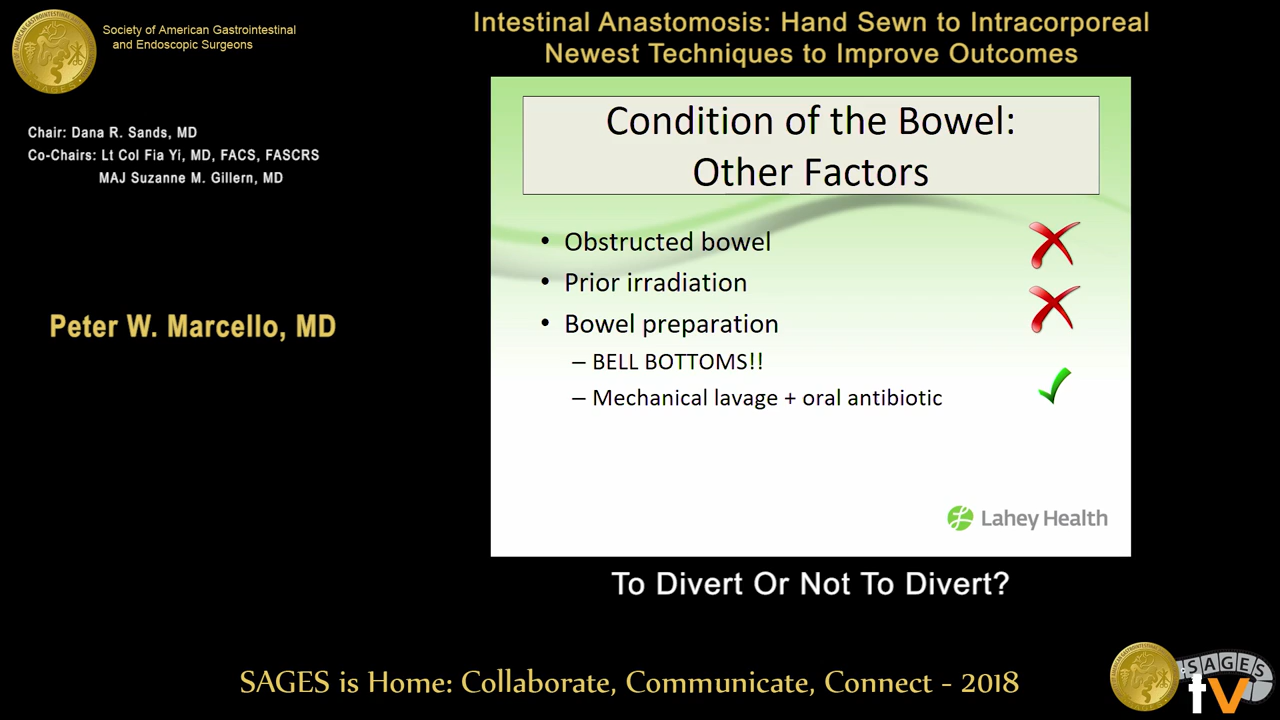 Society of American Gastrointestinal
and Endoscopic Surgeons
Intestinal Anastomosis: Hand Sewn to Intracorporeal
Newest Techniques to Improve Outcomes
Chair: Dana R. Sands, MD
Co-Chairs: Lt Col Fia Yi, MD, FACS, FASCRS
MAJ Suzanne M. Gillern, MD
Peter W. Marcello, MD
Condition of the Bowel:
Other Factors
• Obstructed bowel
• Prior irradiation
• Bowel preparation
– BELL BOTTOMS!!
– Mechanical lavage + oral antibiotic
Lahey Health
To Divert Or Not To Divert?
SAGES is Home: Collaborate, Communicate, Connect - 2018
SAGES
tv